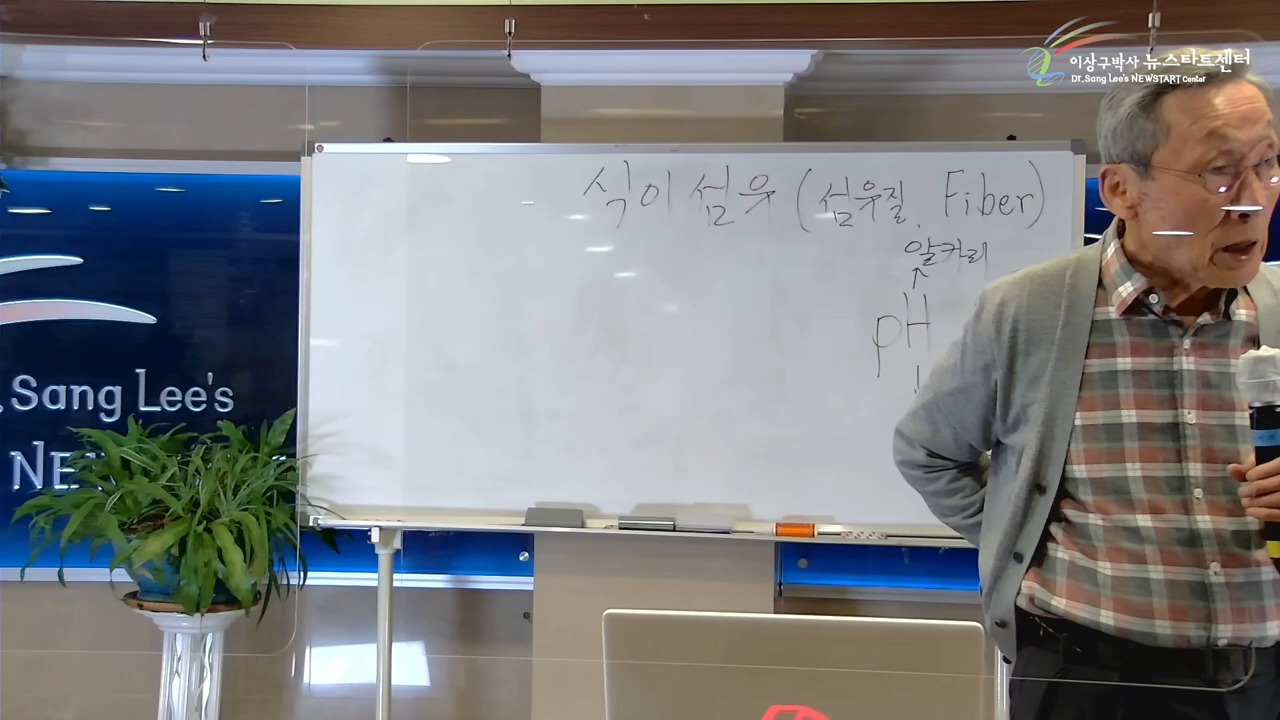 이상구박사 뉴스타트센터
Dr.Sang Lee's NEWSTART Center
식이섬유 (섬유질, Fiber)
알카리
↑
pH
Sang Lee's